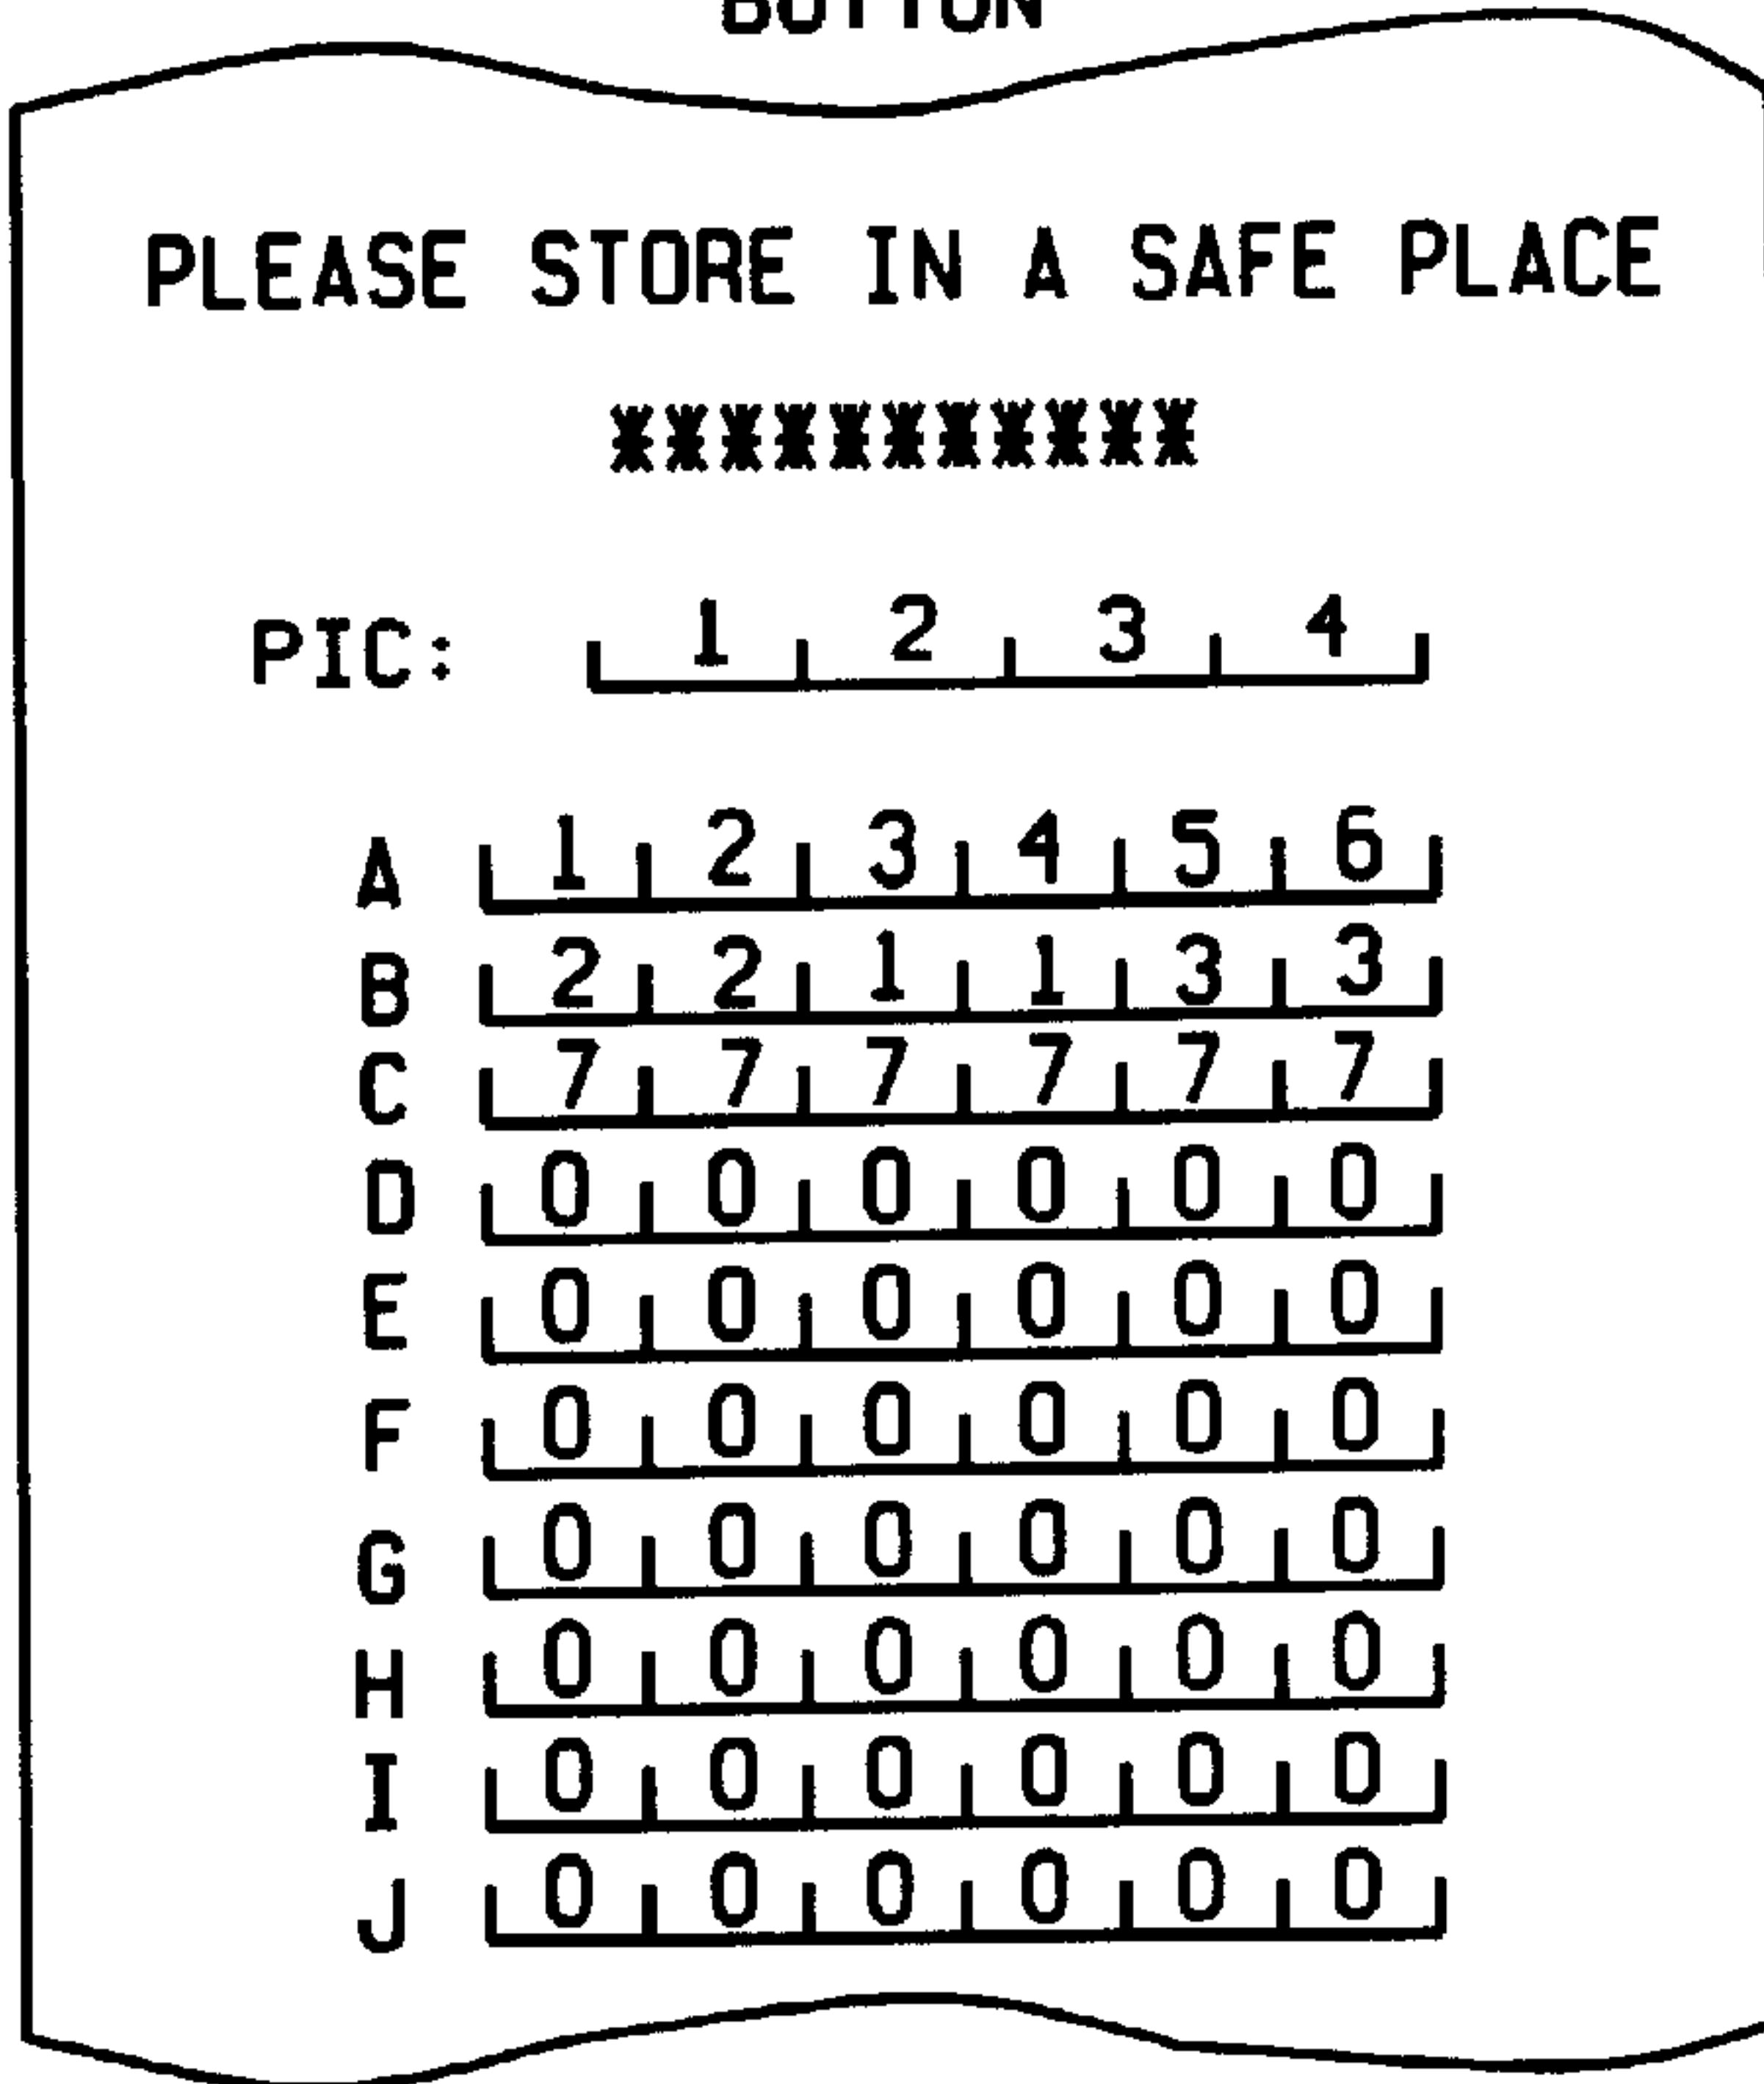 BUTTON
PLEASE STORE IN A SAFE PLACE
***********
PIC: 1 2 3 4
A 1 2 3 4 5 6
B 2 2 1 1 3 3
C 7 7 7 7 7 7
D 0 0 0 0 0 0
E 0 0 0 0 0 0
F 0 0 0 0 0 0
G 0 0 0 0 0 0
H 0 0 0 0 0 0
I 0 0 0 0 0 0
J 0 0 0 0 0 0